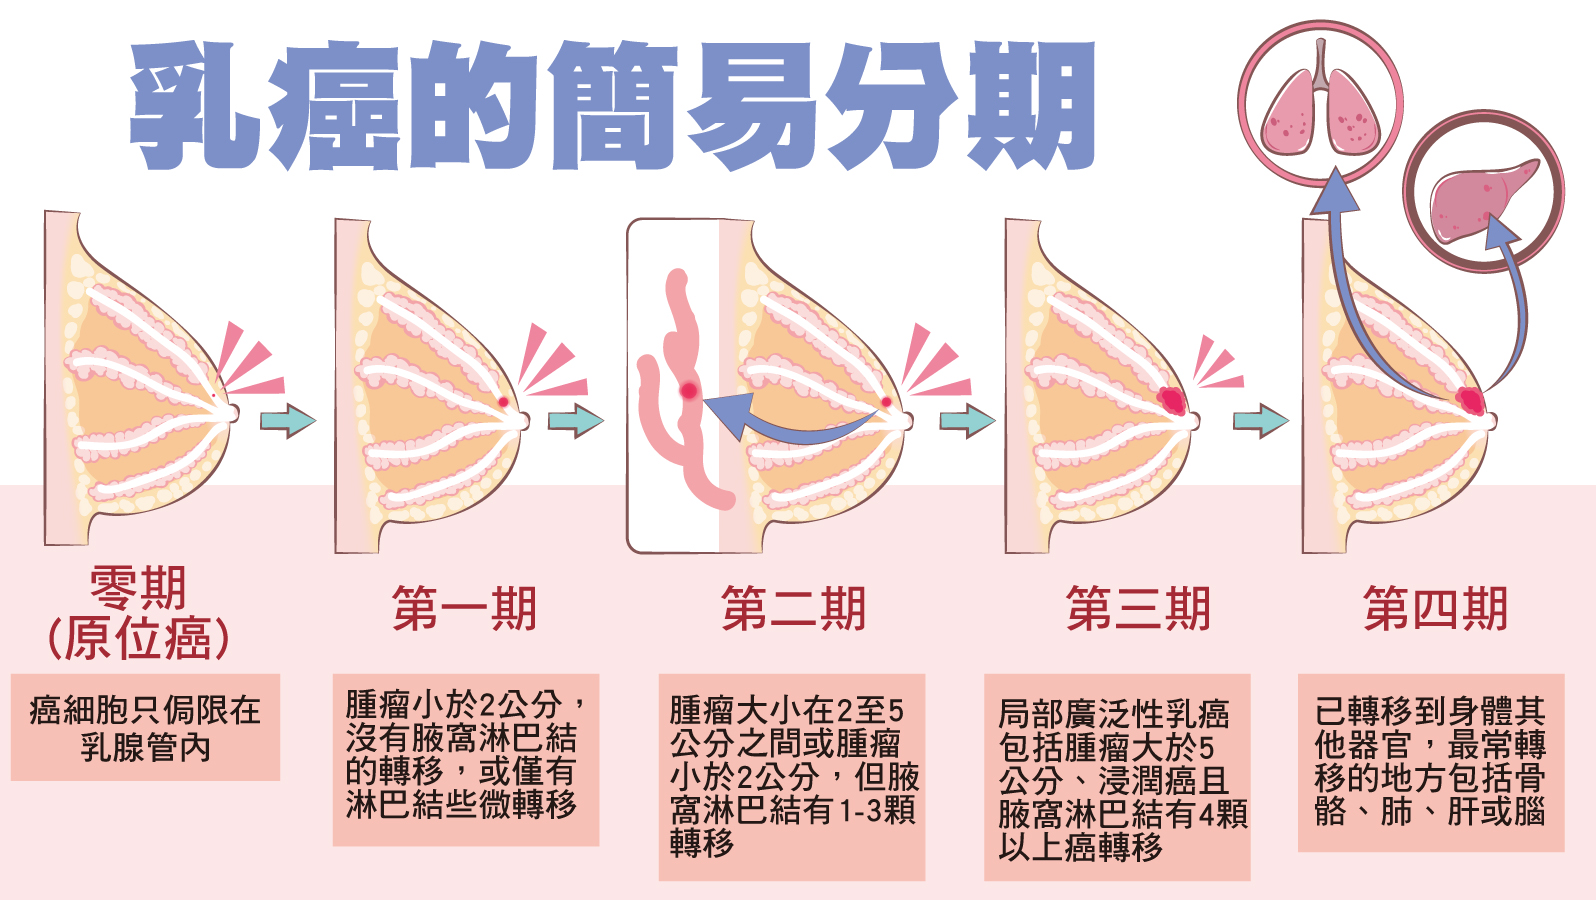 乳癌的簡易分期
零期
(原位癌)
癌細胞只侷限在
乳腺管內
第一期
腫瘤小於2公分，
沒有腋窩淋巴結
的轉移，或僅有
淋巴結些微轉移
第二期
腫瘤大小在2至5
公分之間或腫瘤
小於2公分，但腋
窩淋巴結有1-3顆
轉移
第三期
局部廣泛性乳癌
包括腫瘤大於5
公分、浸潤癌且
腋窩淋巴結有4顆
以上癌轉移
第四期
已轉移到身體其
他器官，最常轉
移的地方包括骨
骼、肺、肝或腦